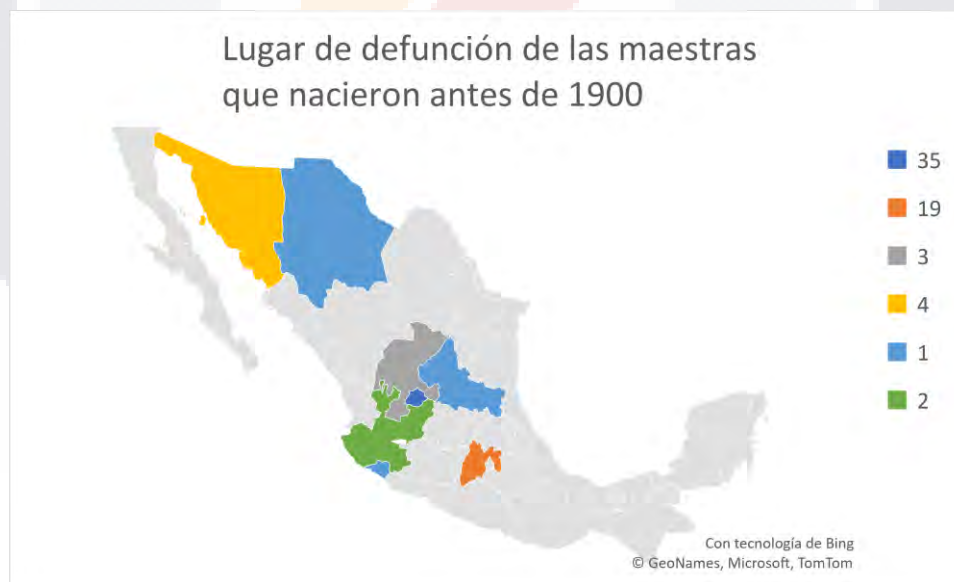 Lugar de defunción de las maestras
que nacieron antes de 1900
35
19
3
4
1
2
Con tecnología de Bing
© GeoNames, Microsoft, TomTom